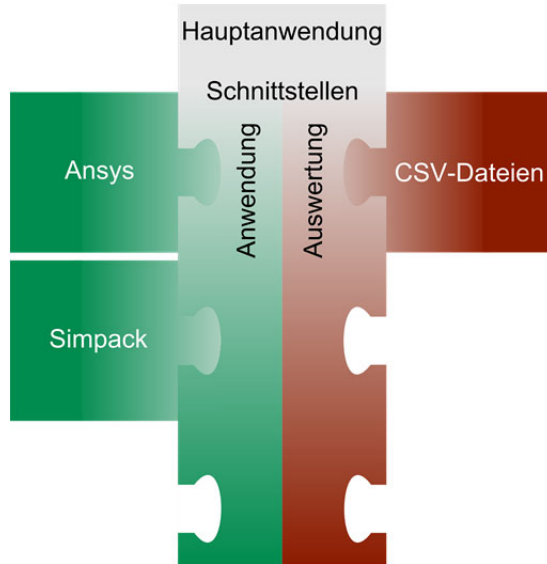 Hauptanwendung
Schnittstellen
Anwendung
Auswertung
Ansys
CSV-Dateien
Simpack